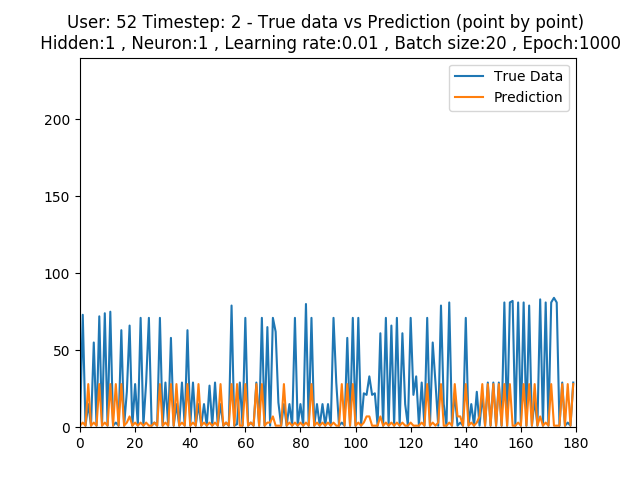 User: 52 Timestep: 2 - True data vs Prediction (point by point)
Hidden:1 , Neuron:1 , Learning rate:0.01 , Batch size:20 , Epoch:1000
True Data
Prediction
200
150
100
50
0
0 20 40 60 80 100 120 140 160 180